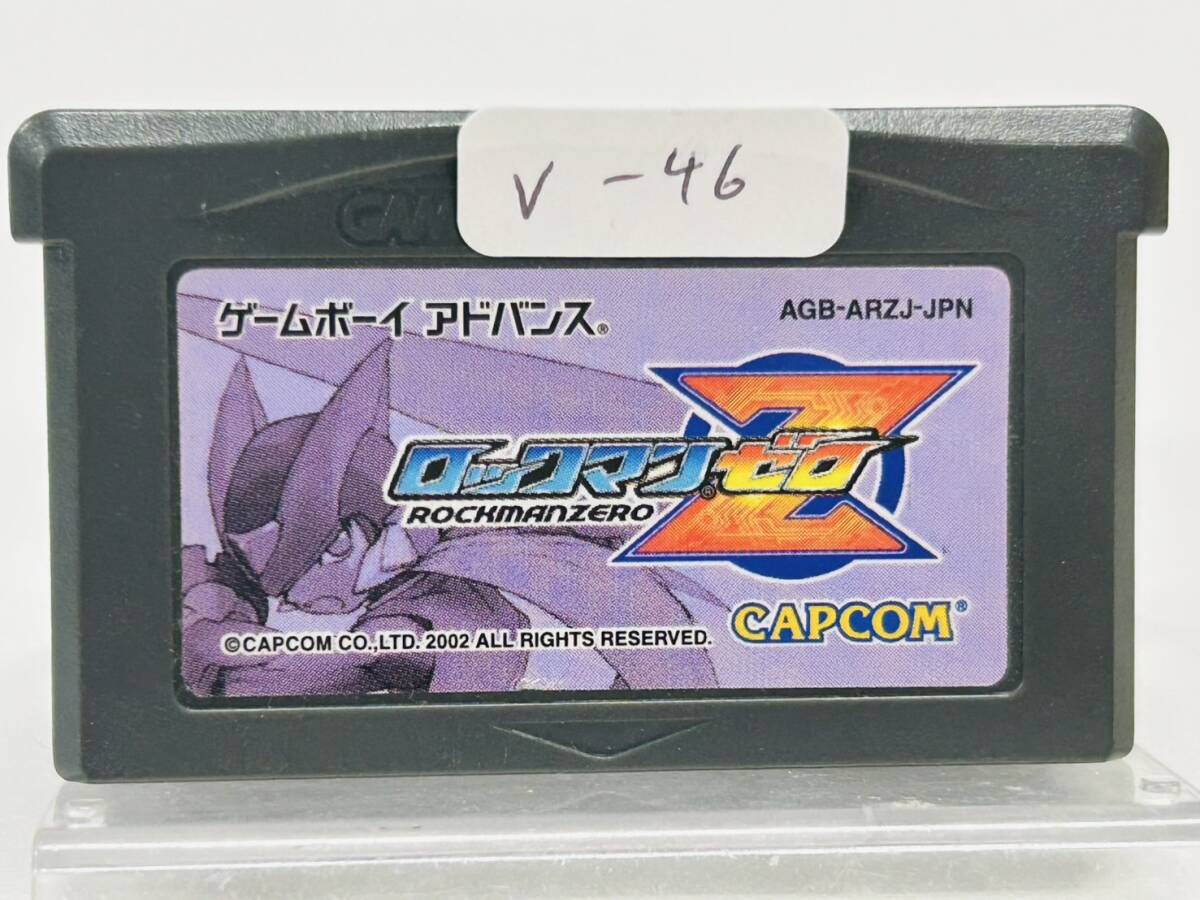 V-46
GAM
ゲームボーイ アドバンス®
AGB-ARZJ-JPN
Z
ロックマン®ゼロ
ROCKMANZERO
CAPCOM®
©CAPCOM CO.,LTD. 2002 ALL RIGHTS RESERVED.